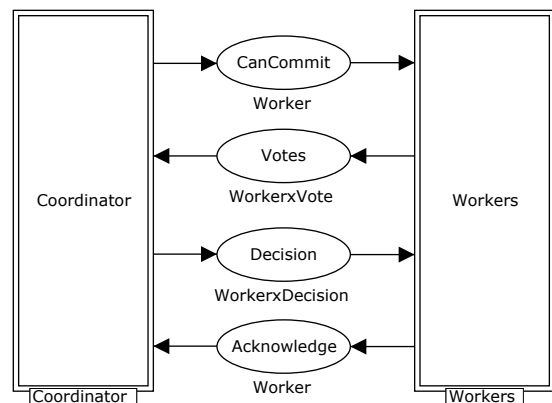 CanCommit
Worker
Votes
WorkerxVote
Coordinator
Workers
Decision
WorkerxDecision
Acknowledge
Worker
Coordinator
Workers